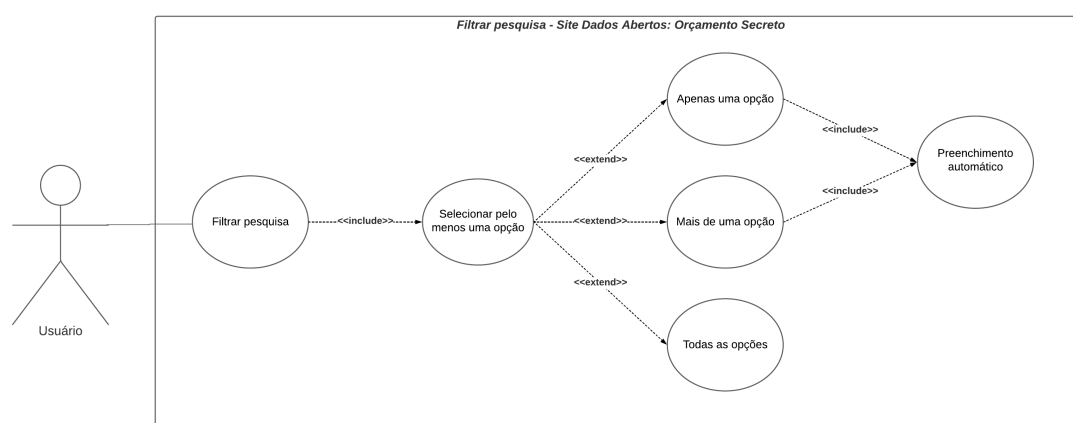 Filtrar pesquisa - Site Dados Abertos: Orçamento Secreto
Apenas uma opção
<<include>>
Preenchimento
automático
<<extend>>
<<include>>
Filtrar pesquisa
<<include>>
Selecionar pelo
menos uma opção
<<extend>>
Mais de uma opção
<<extend>>
Usuário
Todas as opções